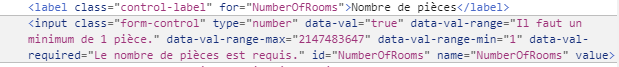 <label class="control-label" for="NumberOfRooms">Nombre de pièces</label>
<input class="form-control" type="number" data-val="true" data-val-range="Il faut un
minimum de 1 pièce." data-val-range-max="2147483647" data-val-range-min="1" data-val-
required="Le nombre de pièces est requis." id="NumberOfRooms" name="NumberOfRooms" value>